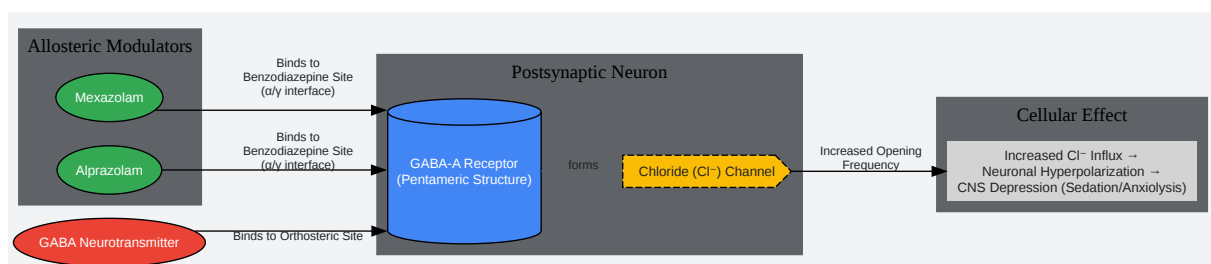 Allosteric Modulators
Mexazolam
Alprazolam
GABA Neurotransmitter
Binds to
Benzodiazepine Site
(α/γ interface)
Binds to
Benzodiazepine Site
(α/γ interface)
Binds to Orthosteric Site
Postsynaptic Neuron
GABA-A Receptor
(Pentameric Structure)
forms
Chloride (Cl⁻) Channel
Increased Opening
Frequency
Cellular Effect
Increased Cl⁻ Influx →
Neuronal Hyperpolarization →
CNS Depression (Sedation/Anxiolysis)